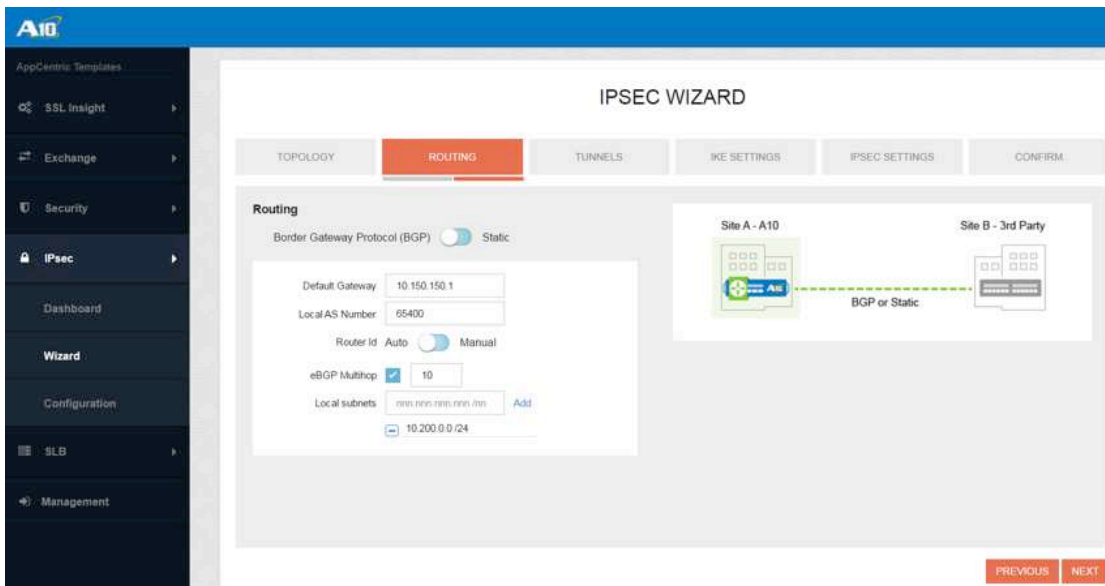 A10
AppCentric Templates
SSL Insight
Exchange
Security
IPsec
Dashboard
Wizard
Configuration
SLB
Management
IPSEC WIZARD
TOPOLOGY
ROUTING
TUNNELS
IKE SETTINGS
IPSEC SETTINGS
CONFIRM
Routing
Border Gateway Protocol (BGP) Static
Default Gateway 10.150.150.1
Local AS Number 65400
Router Id Auto Manual
eBGP Multihop 10
Local subnets nnn.nnn.nnn.nnn /nn Add
10.200.0.0 /24
Site A - A10
Site B - 3rd Party
A10
BGP or Static
PREVIOUS
NEXT